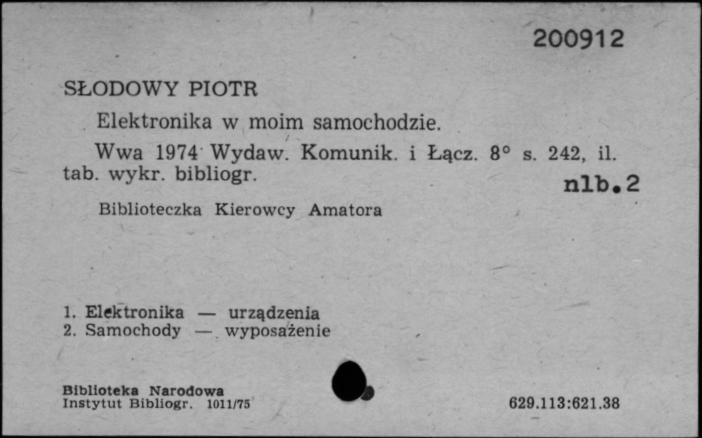 200912
SŁODOWY PIOTR
Elektronika w moim samochodzie.
Wwa 1974 Wydaw. Komunik. i Łącz. 8° s. 242, il.
tab. wykr. bibliogr.
nlb.2
Biblioteczka Kierowcy Amatora
1. Elektronika — urządzenia
2. Samochody — wyposażenie
Biblioteka Narodowa
Instytut Bibliogr. 1011/75
629.113:621.38